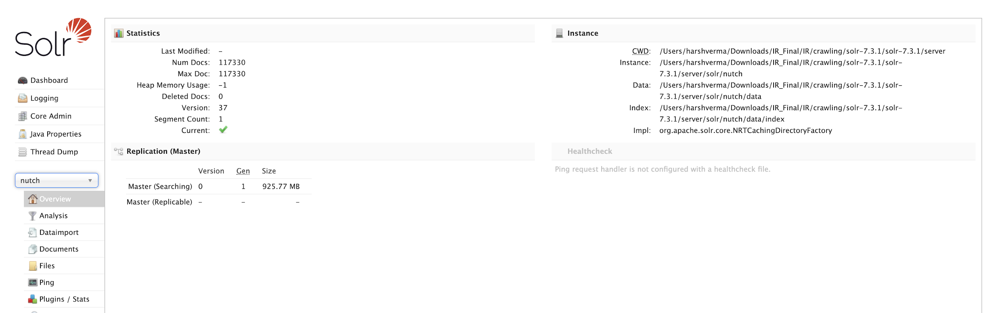 Solr
Dashboard
Logging
Core Admin
Java Properties
Thread Dump
nutch
Overview
Analysis
Dataimport
Documents
Files
Ping
Plugins / Stats
Statistics
Last Modified: –
Num Docs: 117330
Max Doc: 117330
Heap Memory Usage: -1
Deleted Docs: 0
Version: 37
Segment Count: 1
Current:
Replication (Master)
Version Gen Size
Master (Searching) 0 1 925.77 MB
Master (Replicable) – – –
Instance
CWD: /Users/harshverma/Downloads/IR_Final/IR/crawling/solr-7.3.1/solr-7.3.1/server
Instance: /Users/harshverma/Downloads/IR_Final/IR/crawling/solr-7.3.1/solr-
7.3.1/server/solr/nutch
Data: /Users/harshverma/Downloads/IR_Final/IR/crawling/solr-7.3.1/solr-
7.3.1/server/solr/nutch/data
Index: /Users/harshverma/Downloads/IR_Final/IR/crawling/solr-7.3.1/solr-
7.3.1/server/solr/nutch/data/index
Impl: org.apache.solr.core.NRTCachingDirectoryFactory
Healthcheck
Ping request handler is not configured with a healthcheck file.